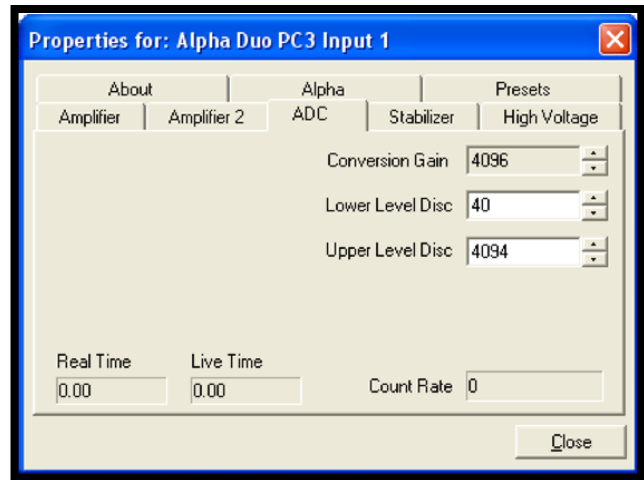 Properties for: Alpha Duo PC3 Input 1
About Alpha Presets
Amplifier Amplifier 2 ADC Stabilizer High Voltage
Conversion Gain 4096
Lower Level Disc 40
Upper Level Disc 4094
Real Time Live Time
0.00 0.00 Count Rate 0
Close